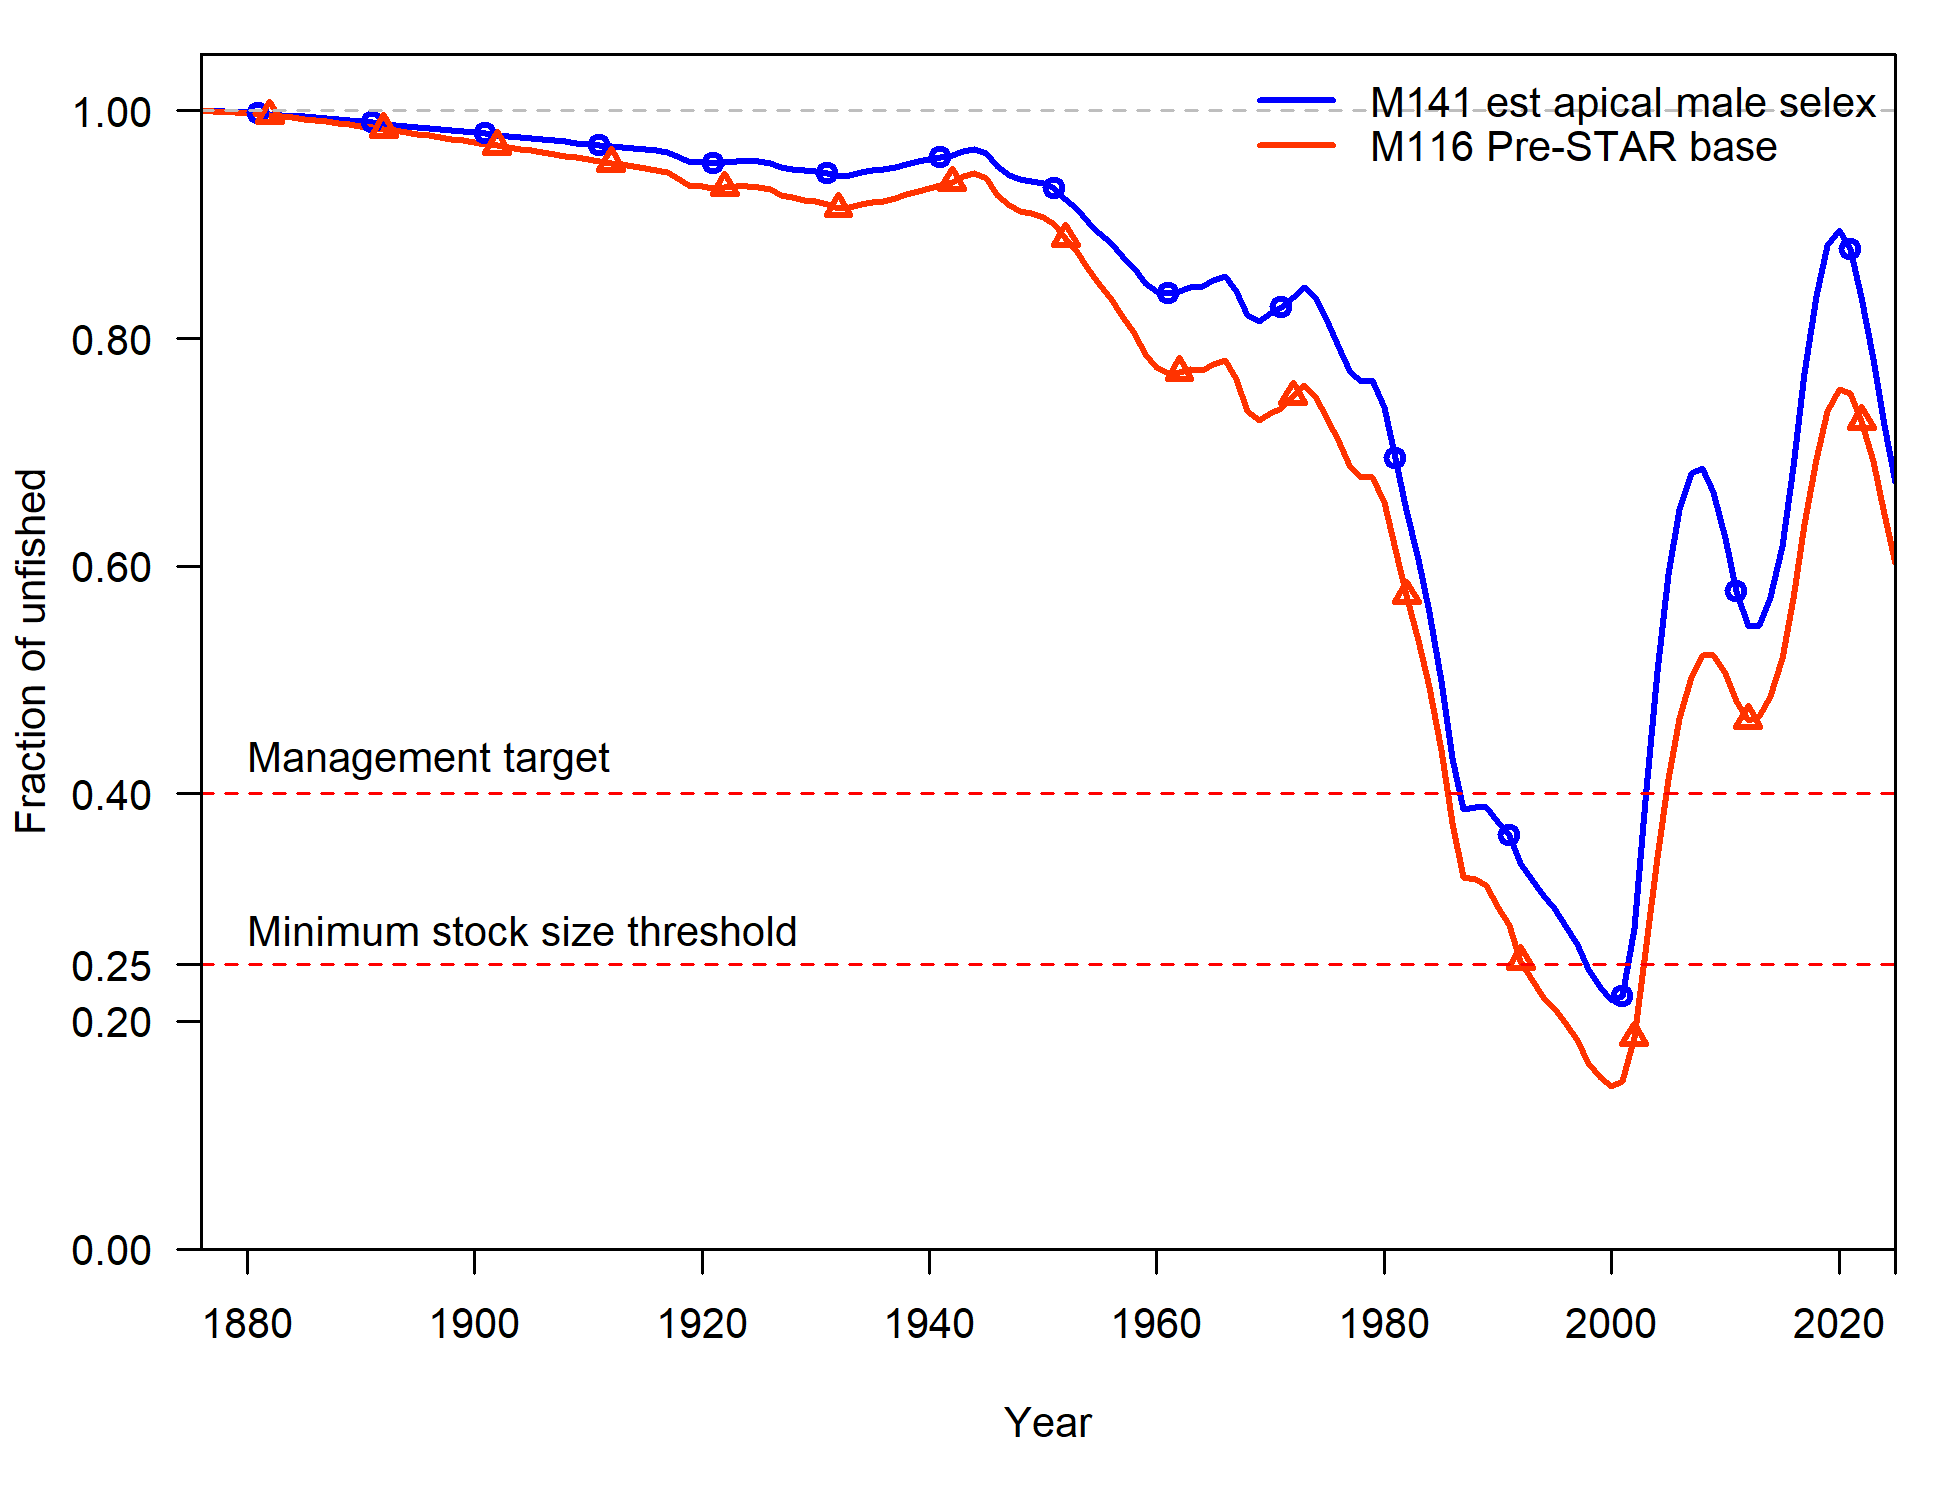 M141 est apical male selex
M116 Pre-STAR base
1.00
0.80
0.60
0.40
0.25
0.20
0.00
Fraction of unfished
Management target
Minimum stock size threshold
1880 1900 1920 1940 1960 1980 2000 2020
Year